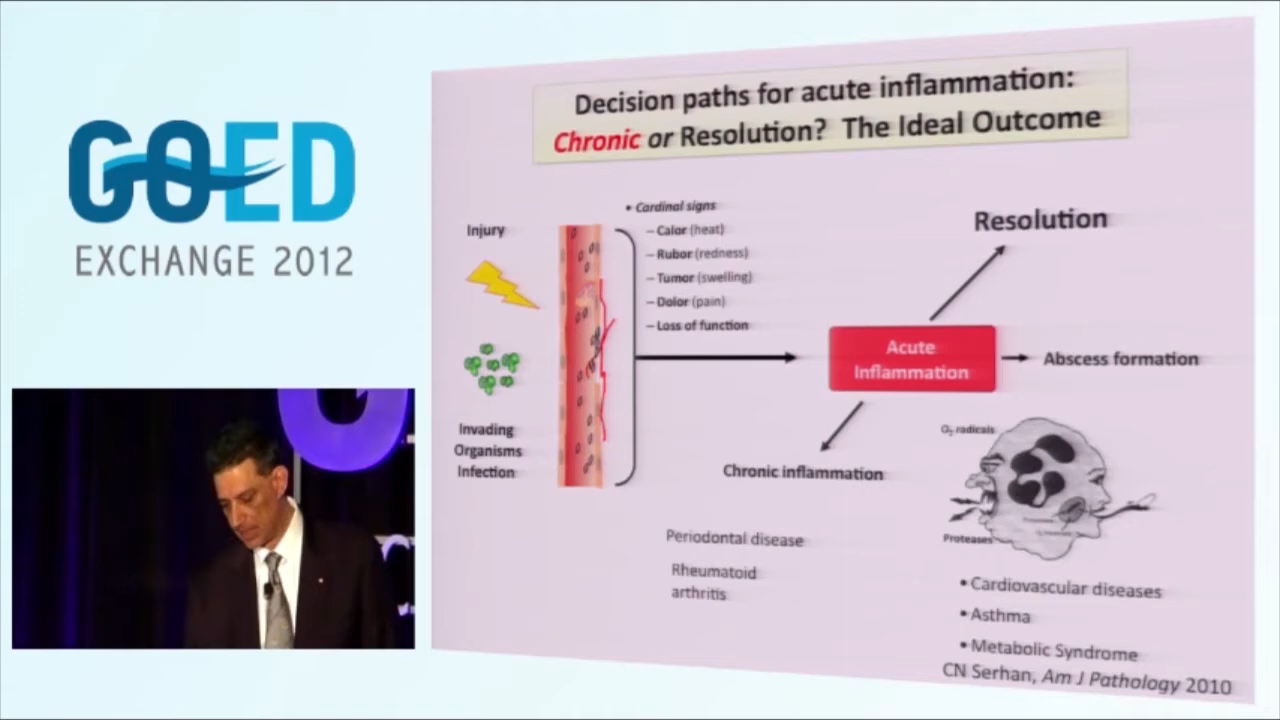 GOED
EXCHANGE 2012
Decision paths for acute inflammation:
Chronic or Resolution? The Ideal Outcome
Injury
Invading
Organisms
Infection
• Cardinal signs
– Calor (heat)
– Rubor (redness)
– Tumor (swelling)
– Dolor (pain)
– Loss of function
Acute
Inflammation
Resolution
Abscess formation
Chronic inflammation
Periodontal disease
Rheumatoid
arthritis
O2 radicals
Proteases
• Cardiovascular diseases
• Asthma
• Metabolic Syndrome
CN Serhan, Am J Pathology 2010